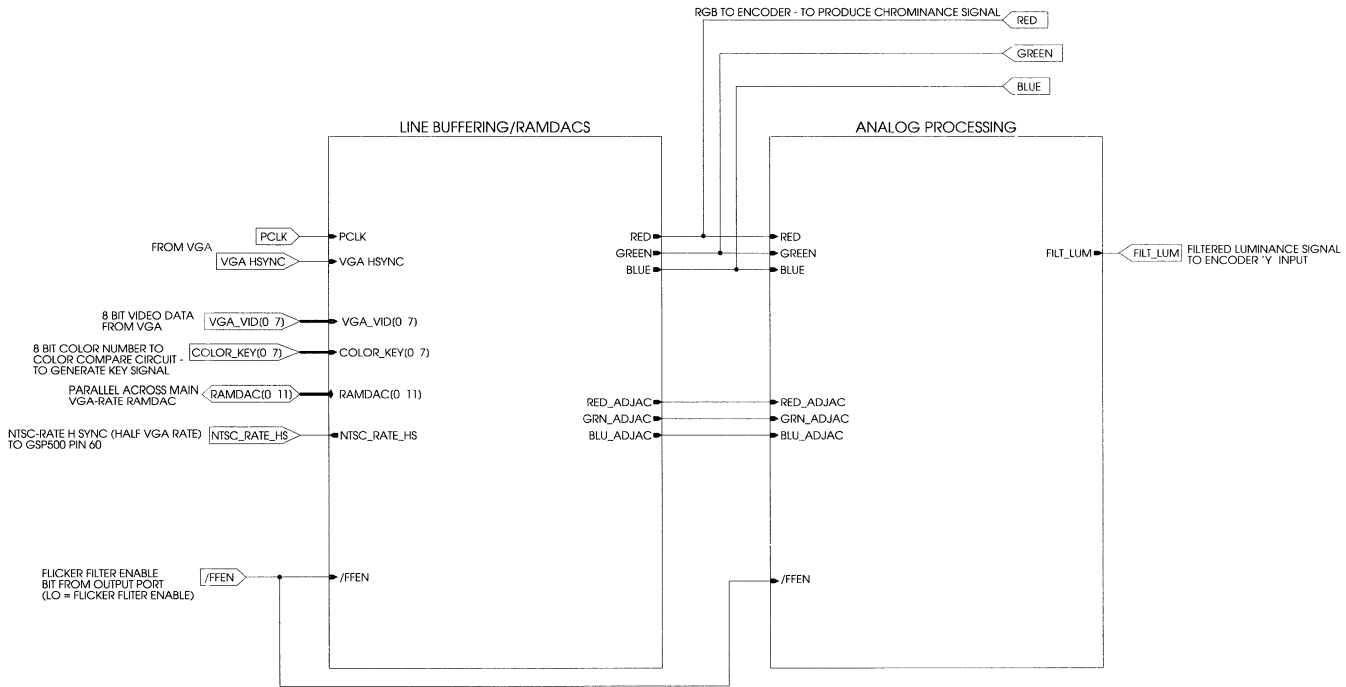 RGB TO ENCODER - TO PRODUCE CHROMINANCE SIGNAL
RED
GREEN
BLUE
LINE BUFFERING/RAMDACS
ANALOG PROCESSING
FROM VGA
PCLK
PCLK
VGA HSYNC
VGA HSYNC
RED
GREEN
BLUE
RED
GREEN
BLUE
FILT_LUM
FILT_LUM
FILTERED LUMINANCE SIGNAL
TO ENCODER 'Y INPUT
8 BIT VIDEO DATA
FROM VGA
VGA_VID(0 7)
VGA_VID(0 7)
8 BIT COLOR NUMBER TO
COLOR COMPARE CIRCUIT -
TO GENERATE KEY SIGNAL
COLOR_KEY(0 7)
COLOR_KEY(0 7)
PARALLEL ACROSS MAIN
VGA-RATE RAMDAC
RAMDAC(0 11)
RAMDAC(0 11)
NTSC-RATE H SYNC (HALF VGA RATE)
TO GSP500 PIN 60
NTSC_RATE_HS
NTSC_RATE_HS
RED_ADJAC
GRN_ADJAC
BLU_ADJAC
RED_ADJAC
GRN_ADJAC
BLU_ADJAC
FLICKER FILTER ENABLE
BIT FROM OUTPUT PORT
(LO = FLICKER FLITER ENABLE)
/FFEN
/FFEN
/FFEN